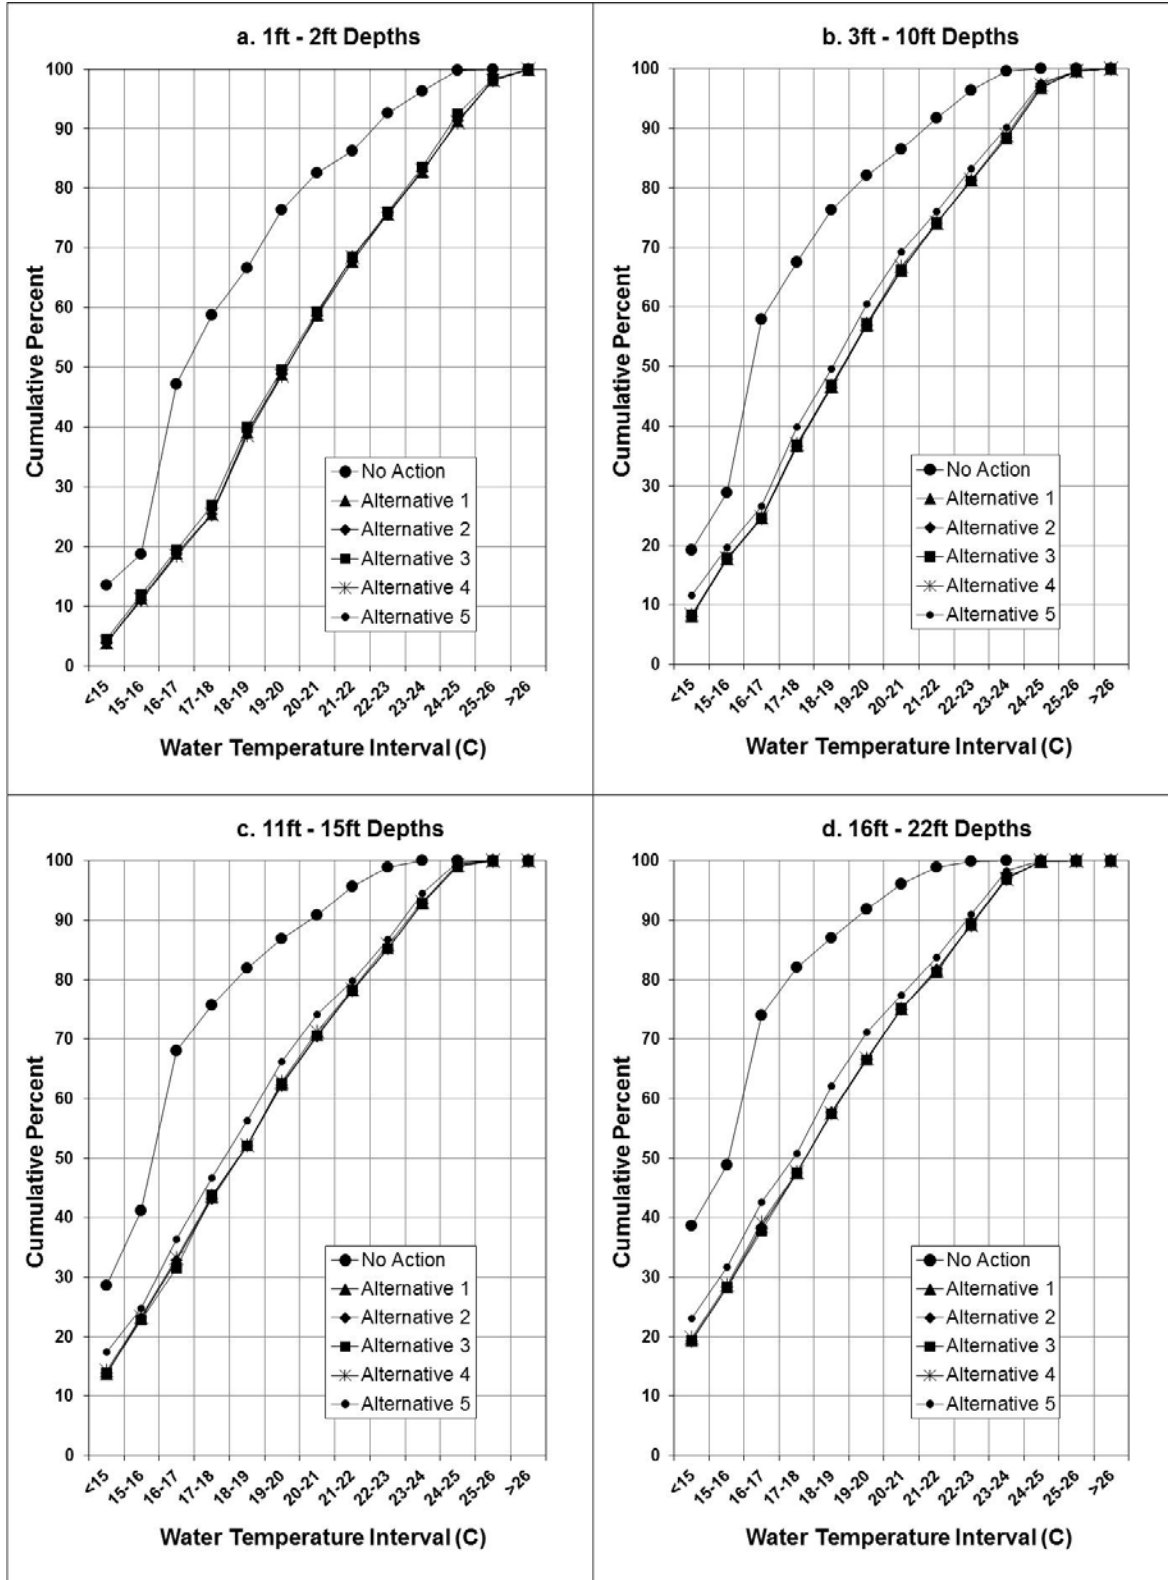 a. 1ft - 2ft Depths
100
90
80
70
60
50
40
30
20
10
0
Cumulative Percent
No Action
Alternative 1
Alternative 2
Alternative 3
Alternative 4
Alternative 5
<15
15-16
16-17
17-18
18-19
19-20
20-21
21-22
22-23
23-24
24-25
25-26
>26
Water Temperature Interval (C)
b. 3ft - 10ft Depths
100
90
80
70
60
50
40
30
20
10
0
Cumulative Percent
No Action
Alternative 1
Alternative 2
Alternative 3
Alternative 4
Alternative 5
<15
15-16
16-17
17-18
18-19
19-20
20-21
21-22
22-23
23-24
24-25
25-26
>26
Water Temperature Interval (C)
c. 11ft - 15ft Depths
100
90
80
70
60
50
40
30
20
10
0
Cumulative Percent
No Action
Alternative 1
Alternative 2
Alternative 3
Alternative 4
Alternative 5
<15
15-16
16-17
17-18
18-19
19-20
20-21
21-22
22-23
23-24
24-25
25-26
>26
Water Temperature Interval (C)
d. 16ft - 22ft Depths
100
90
80
70
60
50
40
30
20
10
0
Cumulative Percent
No Action
Alternative 1
Alternative 2
Alternative 3
Alternative 4
Alternative 5
<15
15-16
16-17
17-18
18-19
19-20
20-21
21-22
22-23
23-24
24-25
25-26
>26
Water Temperature Interval (C)